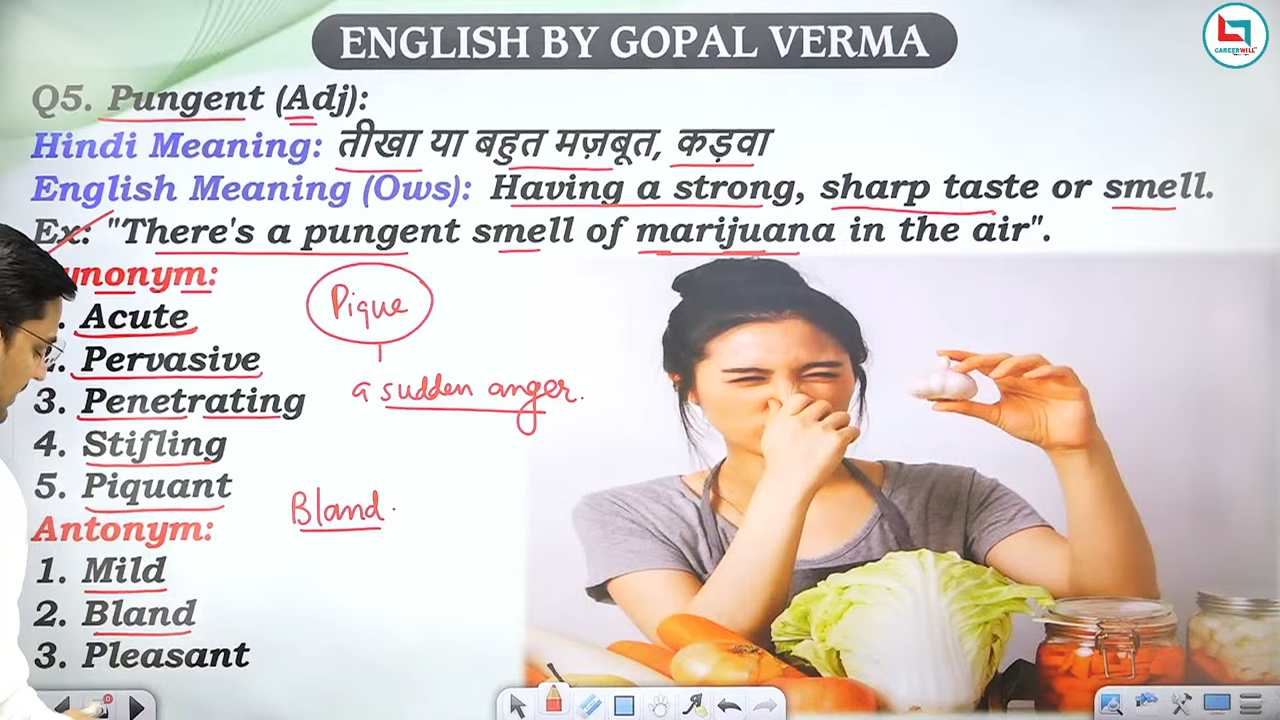 ENGLISH BY GOPAL VERMA
CAREERWILL
Q5. Pungent (Adj):
Hindi Meaning: तीखा या बहुत मज़बूत, कड़वा
English Meaning (Ows): Having a strong, sharp taste or smell.
Ex: "There's a pungent smell of marijuana in the air".
nonym:
Acute
Pique
Pervasive
a sudden anger.
3. Penetrating
4. Stifling
5. Piquant
Bland.
Antonym:
1. Mild
2. Bland
3. Pleasant